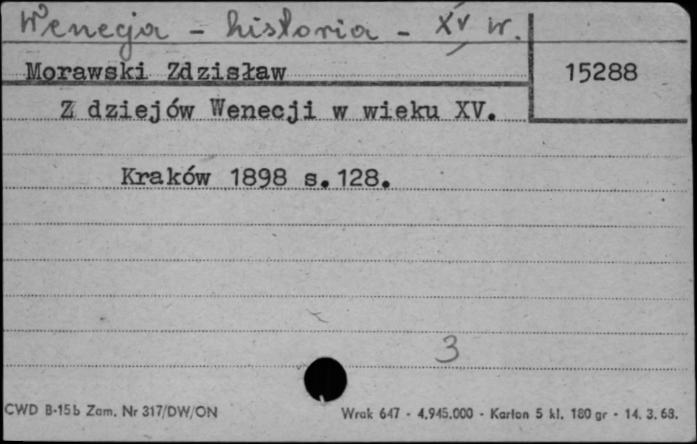 Wenecja - historia - XV w.
Morawski Zdzisław
15288
Z dziejów Wenecji w wieku XV.
Kraków 1898 s.128.
3
CWD B-15b Zam. Nr 317/DW/ON
Wrak 647 - 4.945.000 - Karton 5 kl. 180 gr - 14. 3. 68.